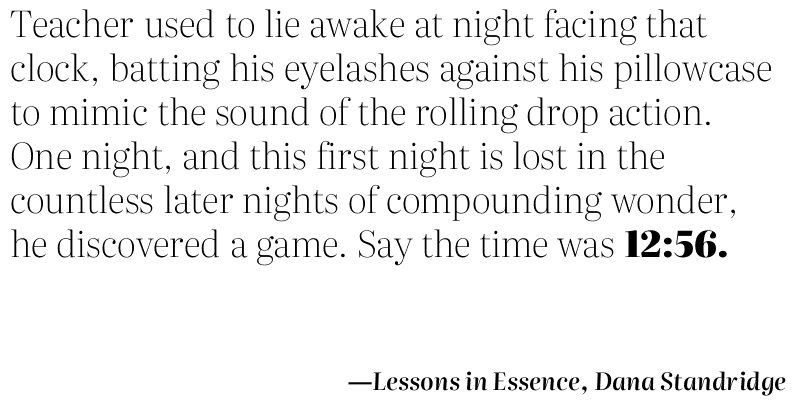 Teacher used to lie awake at night facing that
clock, batting his eyelashes against his pillowcase
to mimic the sound of the rolling drop action.
One night, and this first night is lost in the
countless later nights of compounding wonder,
he discovered a game. Say the time was 12:56.
—Lessons in Essence, Dana Standridge